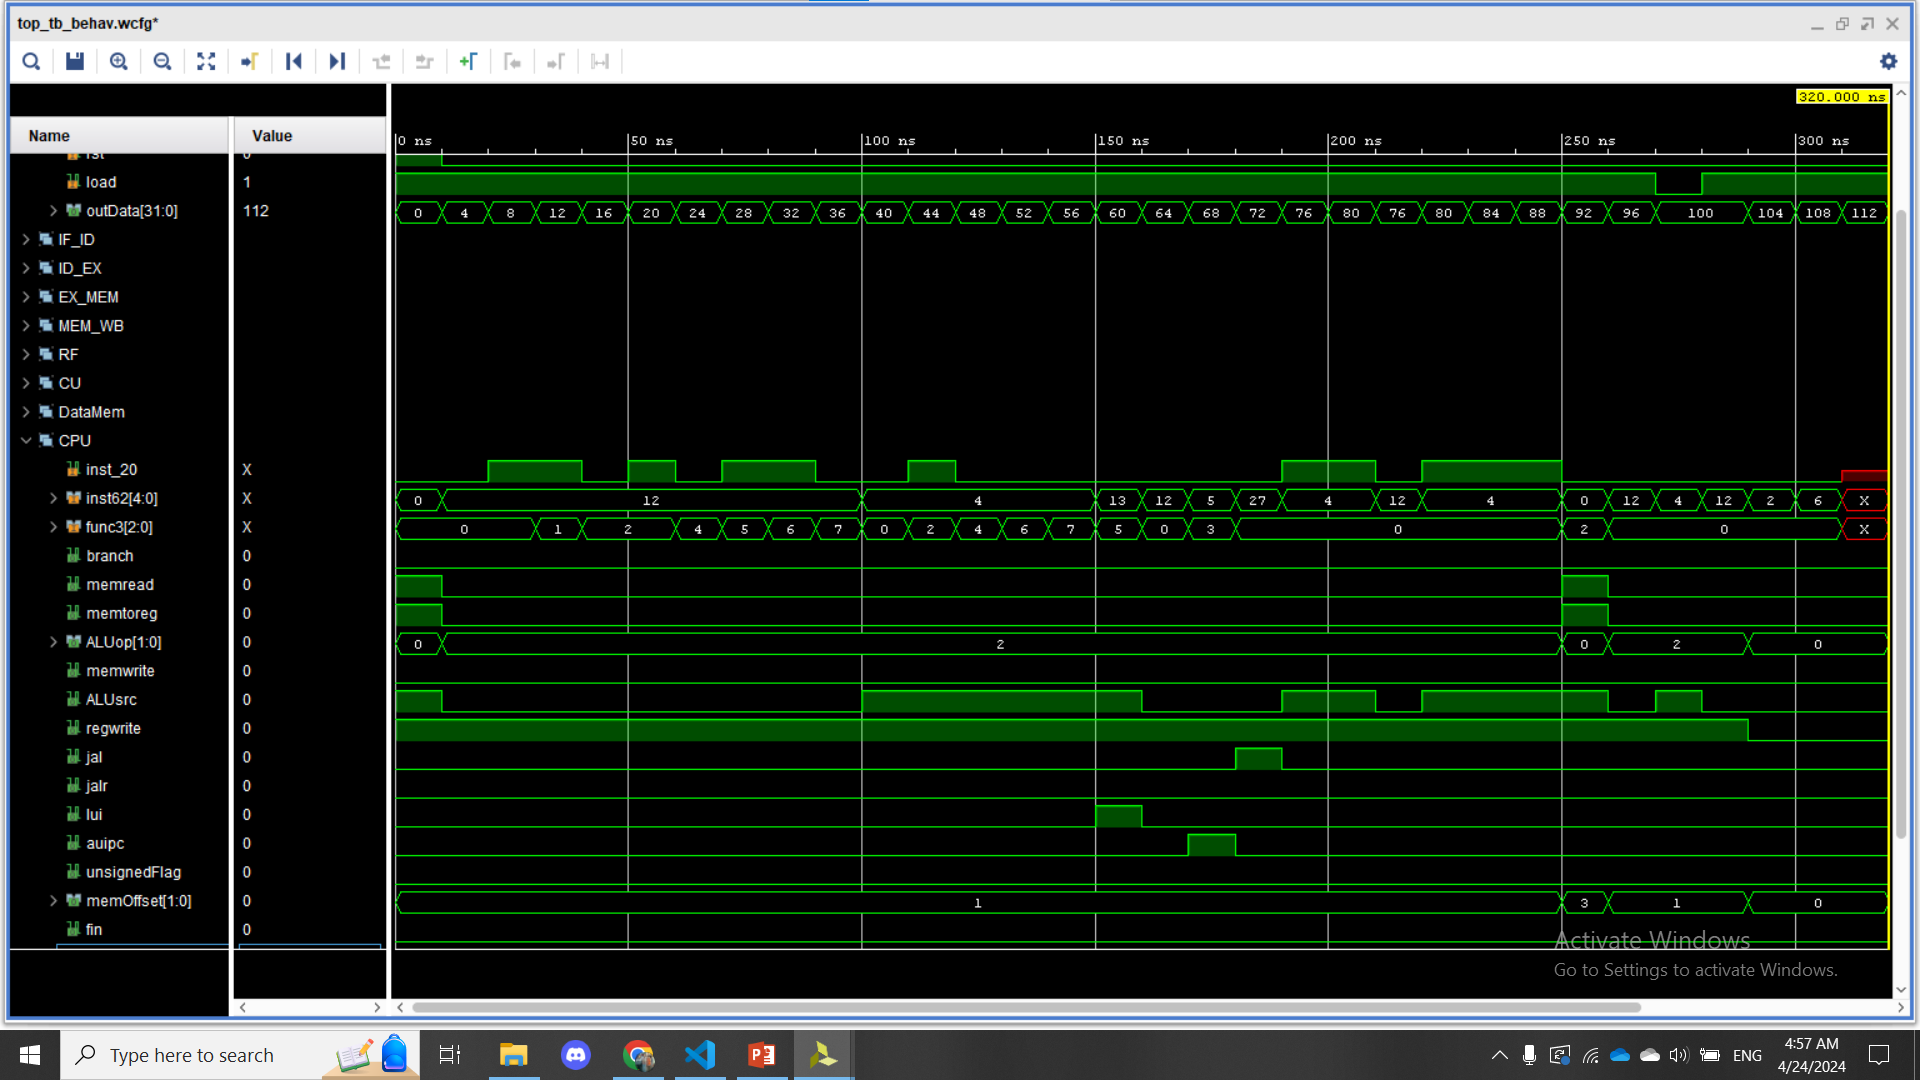 top_tb_behav.wcfg*
320.000 ns
Name Value
0 ns 50 ns 100 ns 150 ns 200 ns 250 ns 300 ns
rst 0
load 1
outData[31:0] 112 0 4 8 12 16 20 24 28 32 36 40 44 48 52 56 60 64 68 72 76 80 76 80 84 88 92 96 100 104 108 112
IF_ID
ID_EX
EX_MEM
MEM_WB
RF
CU
DataMem
CPU
inst_20 X
inst62[4:0] X 0 12 4 13 12 5 27 4 12 4 0 12 4 12 2 6 X
func3[2:0] X 0 1 2 4 5 6 7 0 2 4 6 7 5 0 3 0 2 0 X
branch 0
memread 0
memtoreg 0
ALUop[1:0] 0 0 2 0 2 0
memwrite 0
ALUsrc 0
regwrite 0
jal 0
jalr 0
lui 0
auipc 0
unsignedFlag 0
memOffset[1:0] 0 1 3 1 0
fin 0
Activate Windows
Go to Settings to activate Windows.
Type here to search
ENG
4:57 AM
4/24/2024